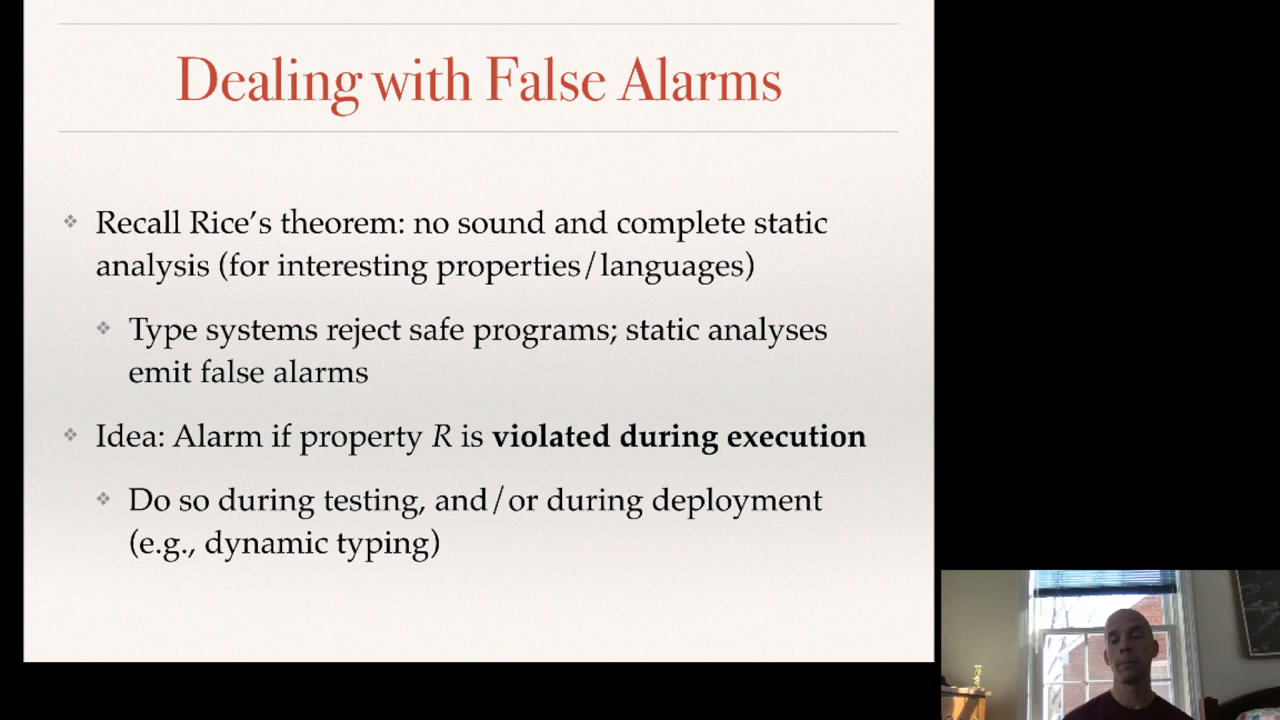 Dealing with False Alarms
Recall Rice’s theorem: no sound and complete static
analysis (for interesting properties/languages)
Type systems reject safe programs; static analyses
emit false alarms
Idea: Alarm if property R is violated during execution
Do so during testing, and/or during deployment
(e.g., dynamic typing)